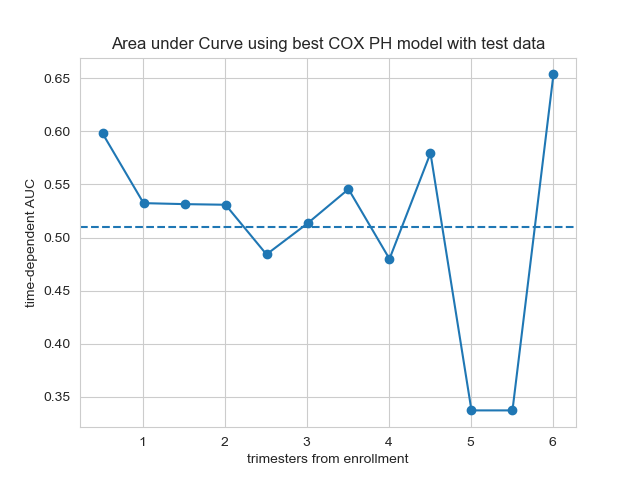 Area under Curve using best COX PH model with test data
time-dependent AUC
0.65
0.60
0.55
0.50
0.45
0.40
0.35
1 2 3 4 5 6
trimesters from enrollment